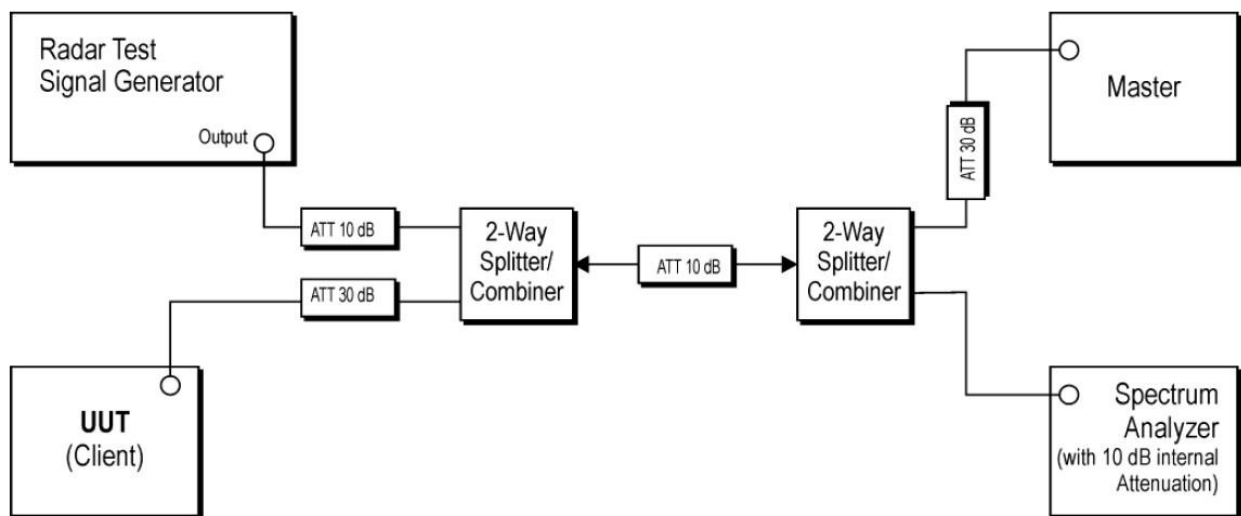 Radar Test
Signal Generator
Output
ATT 10 dB
ATT 30 dB
UUT
(Client)
2-Way
Splitter/
Combiner
ATT 10 dB
2-Way
Splitter/
Combiner
ATT 30 dB
Master
Spectrum
Analyzer
(with 10 dB internal
Attenuation)